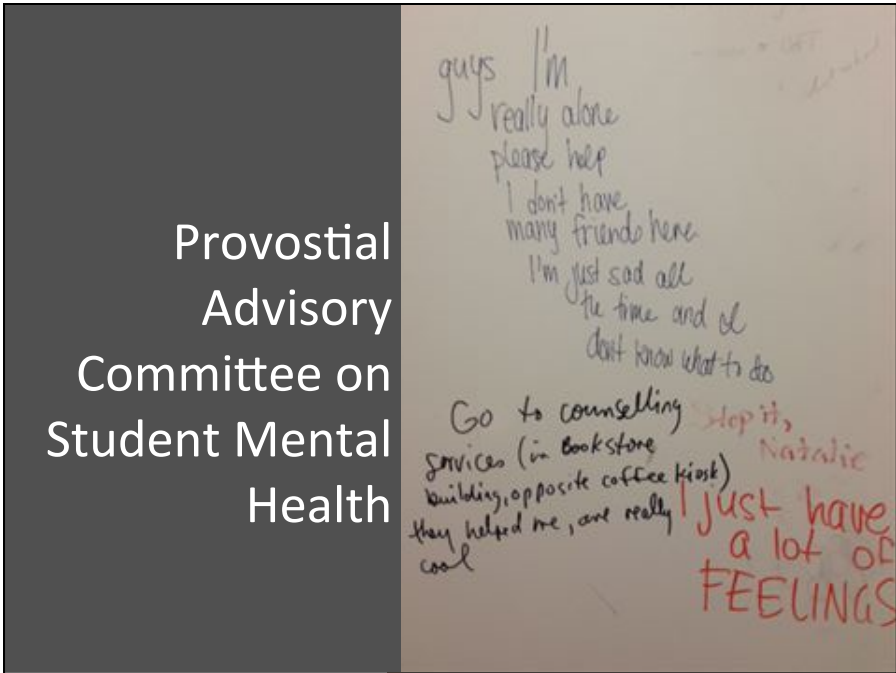 Provostial
Advisory
Committee on
Student Mental
Health
guys I'm
really alone
please help
I don't have
many friends here
I'm just sad all
the time and I
don't know what to do
Go to counselling
services (in Bookstore
building, opposite coffee kiosk)
they helped me, are really
cool
Stop it,
Natalie
I just have
a lot of
FEELINGS